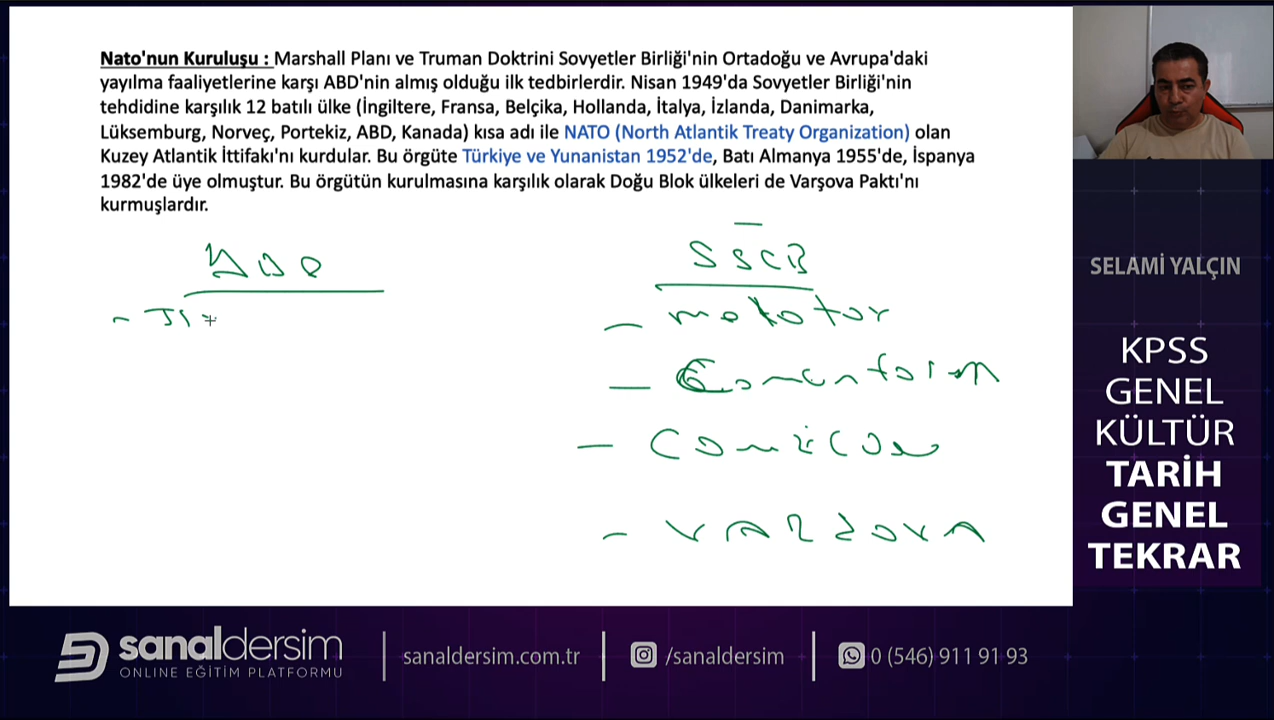 Nato'nun Kuruluşu : Marshall Planı ve Truman Doktrini Sovyetler Birliği'nin Ortadoğu ve Avrupa'daki
yayılma faaliyetlerine karşı ABD'nin almış olduğu ilk tedbirlerdir. Nisan 1949'da Sovyetler Birliği'nin
tehdidine karşılık 12 batılı ülke (İngiltere, Fransa, Belçika, Hollanda, İtalya, İzlanda, Danimarka,
Lüksemburg, Norveç, Portekiz, ABD, Kanada) kısa adı ile NATO (North Atlantik Treaty Organization) olan
Kuzey Atlantik İttifakı'nı kurdular. Bu örgüte Türkiye ve Yunanistan 1952'de, Batı Almanya 1955'de, İspanya
1982'de üye olmuştur. Bu örgütün kurulmasına karşılık olarak Doğu Blok ülkeleri de Varşova Paktı'nı
kurmuşlardır.
SSCB
- molotor
- Comicon
- VARSOVA
SELAMİ YALÇIN
KPSS
GENEL
KÜLTÜR
TARİH
GENEL
TEKRAR
sanaldersim
ONLINE EĞİTİM PLATFORMU
sanaldersim.com.tr
/sanaldersim
0 (546) 911 91 93